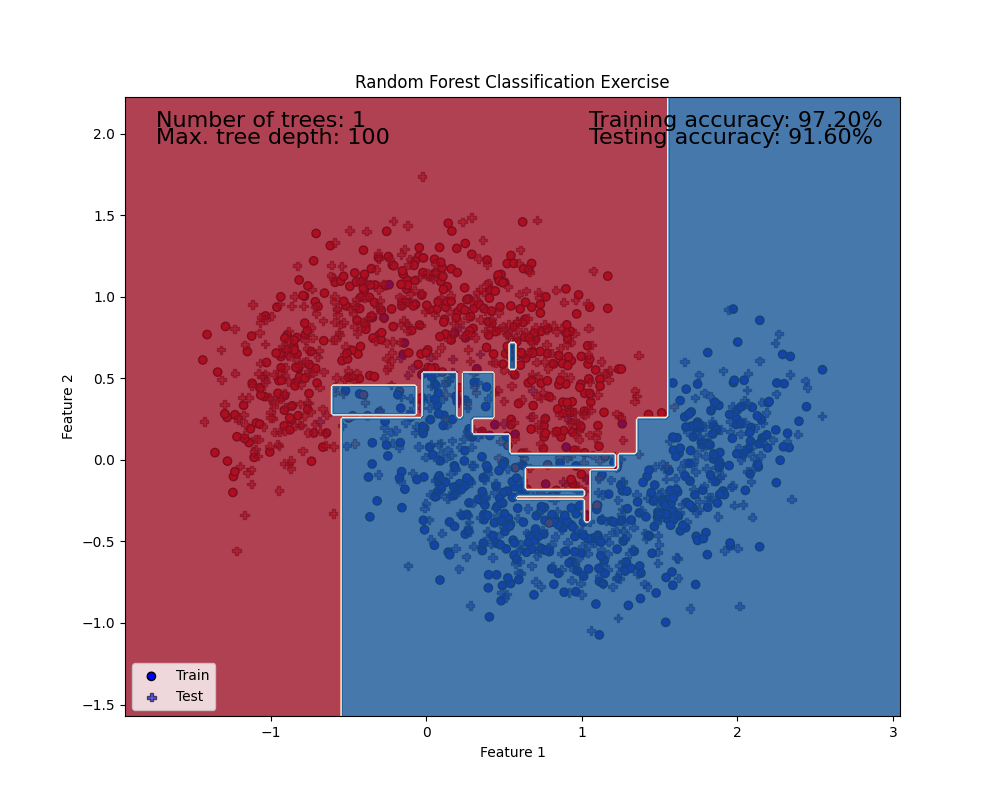 Random Forest Classification Exercise
Number of trees: 1
Max. tree depth: 100
Training accuracy: 97.20%
Testing accuracy: 91.60%
2.0
1.5
1.0
0.5
0.0
−0.5
−1.0
−1.5
Feature 2
Train
Test
−1 0 1 2 3
Feature 1